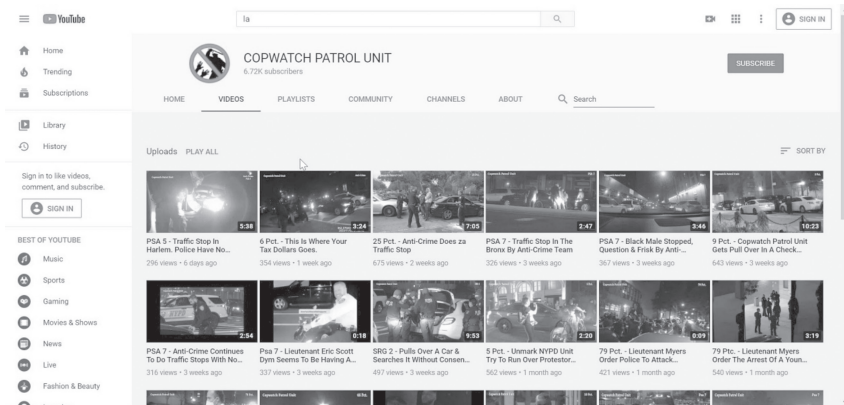 YouTube
la
SIGN IN
Home
Trending
Subscriptions
Library
History
Sign in to like videos,
comment, and subscribe.
SIGN IN
BEST OF YOUTUBE
Music
Sports
Gaming
Movies & Shows
News
Live
Fashion & Beauty
COPWATCH PATROL UNIT
6.72K subscribers
SUBSCRIBE
HOME VIDEOS PLAYLISTS COMMUNITY CHANNELS ABOUT Search
Uploads PLAY ALL
SORT BY
5:38
PSA 5 - Traffic Stop In
Harlem. Police Have No...
296 views • 6 days ago
3:24
6 Pct. - This Is Where Your
Tax Dollars Goes.
354 views • 1 week ago
17:05
25 Pct. - Anti-Crime Does za
Traffic Stop
675 views • 2 weeks ago
2:47
PSA 7 - Traffic Stop In The
Bronx By Anti-Crime Team
326 views • 3 weeks ago
3:46
PSA 7 - Black Male Stopped,
Question & Frisk By Anti-...
367 views • 3 weeks ago
10:23
9 Pct. - Copwatch Patrol Unit
Gets Pull Over In A Check...
643 views • 3 weeks ago
2:54
PSA 7 - Anti-Crime Continues
To Do Traffic Stops With No...
316 views • 3 weeks ago
0:18
Psa 7 - Lieutenant Eric Scott
Dym Seems To Be Having A...
337 views • 3 weeks ago
9:53
SRG 2 - Pulls Over A Car &
Searches It Without Consen...
497 views • 3 weeks ago
2:20
5 Pct. - Unmark NYPD Unit
Try To Run Over Protestor...
562 views • 1 month ago
0:09
79 Pct. - Lieutenant Myers
Order Police To Attack...
421 views • 1 month ago
3:19
79 Ptc. - Lieutenant Myers
Order The Arrest Of A Youn...
540 views • 1 month ago